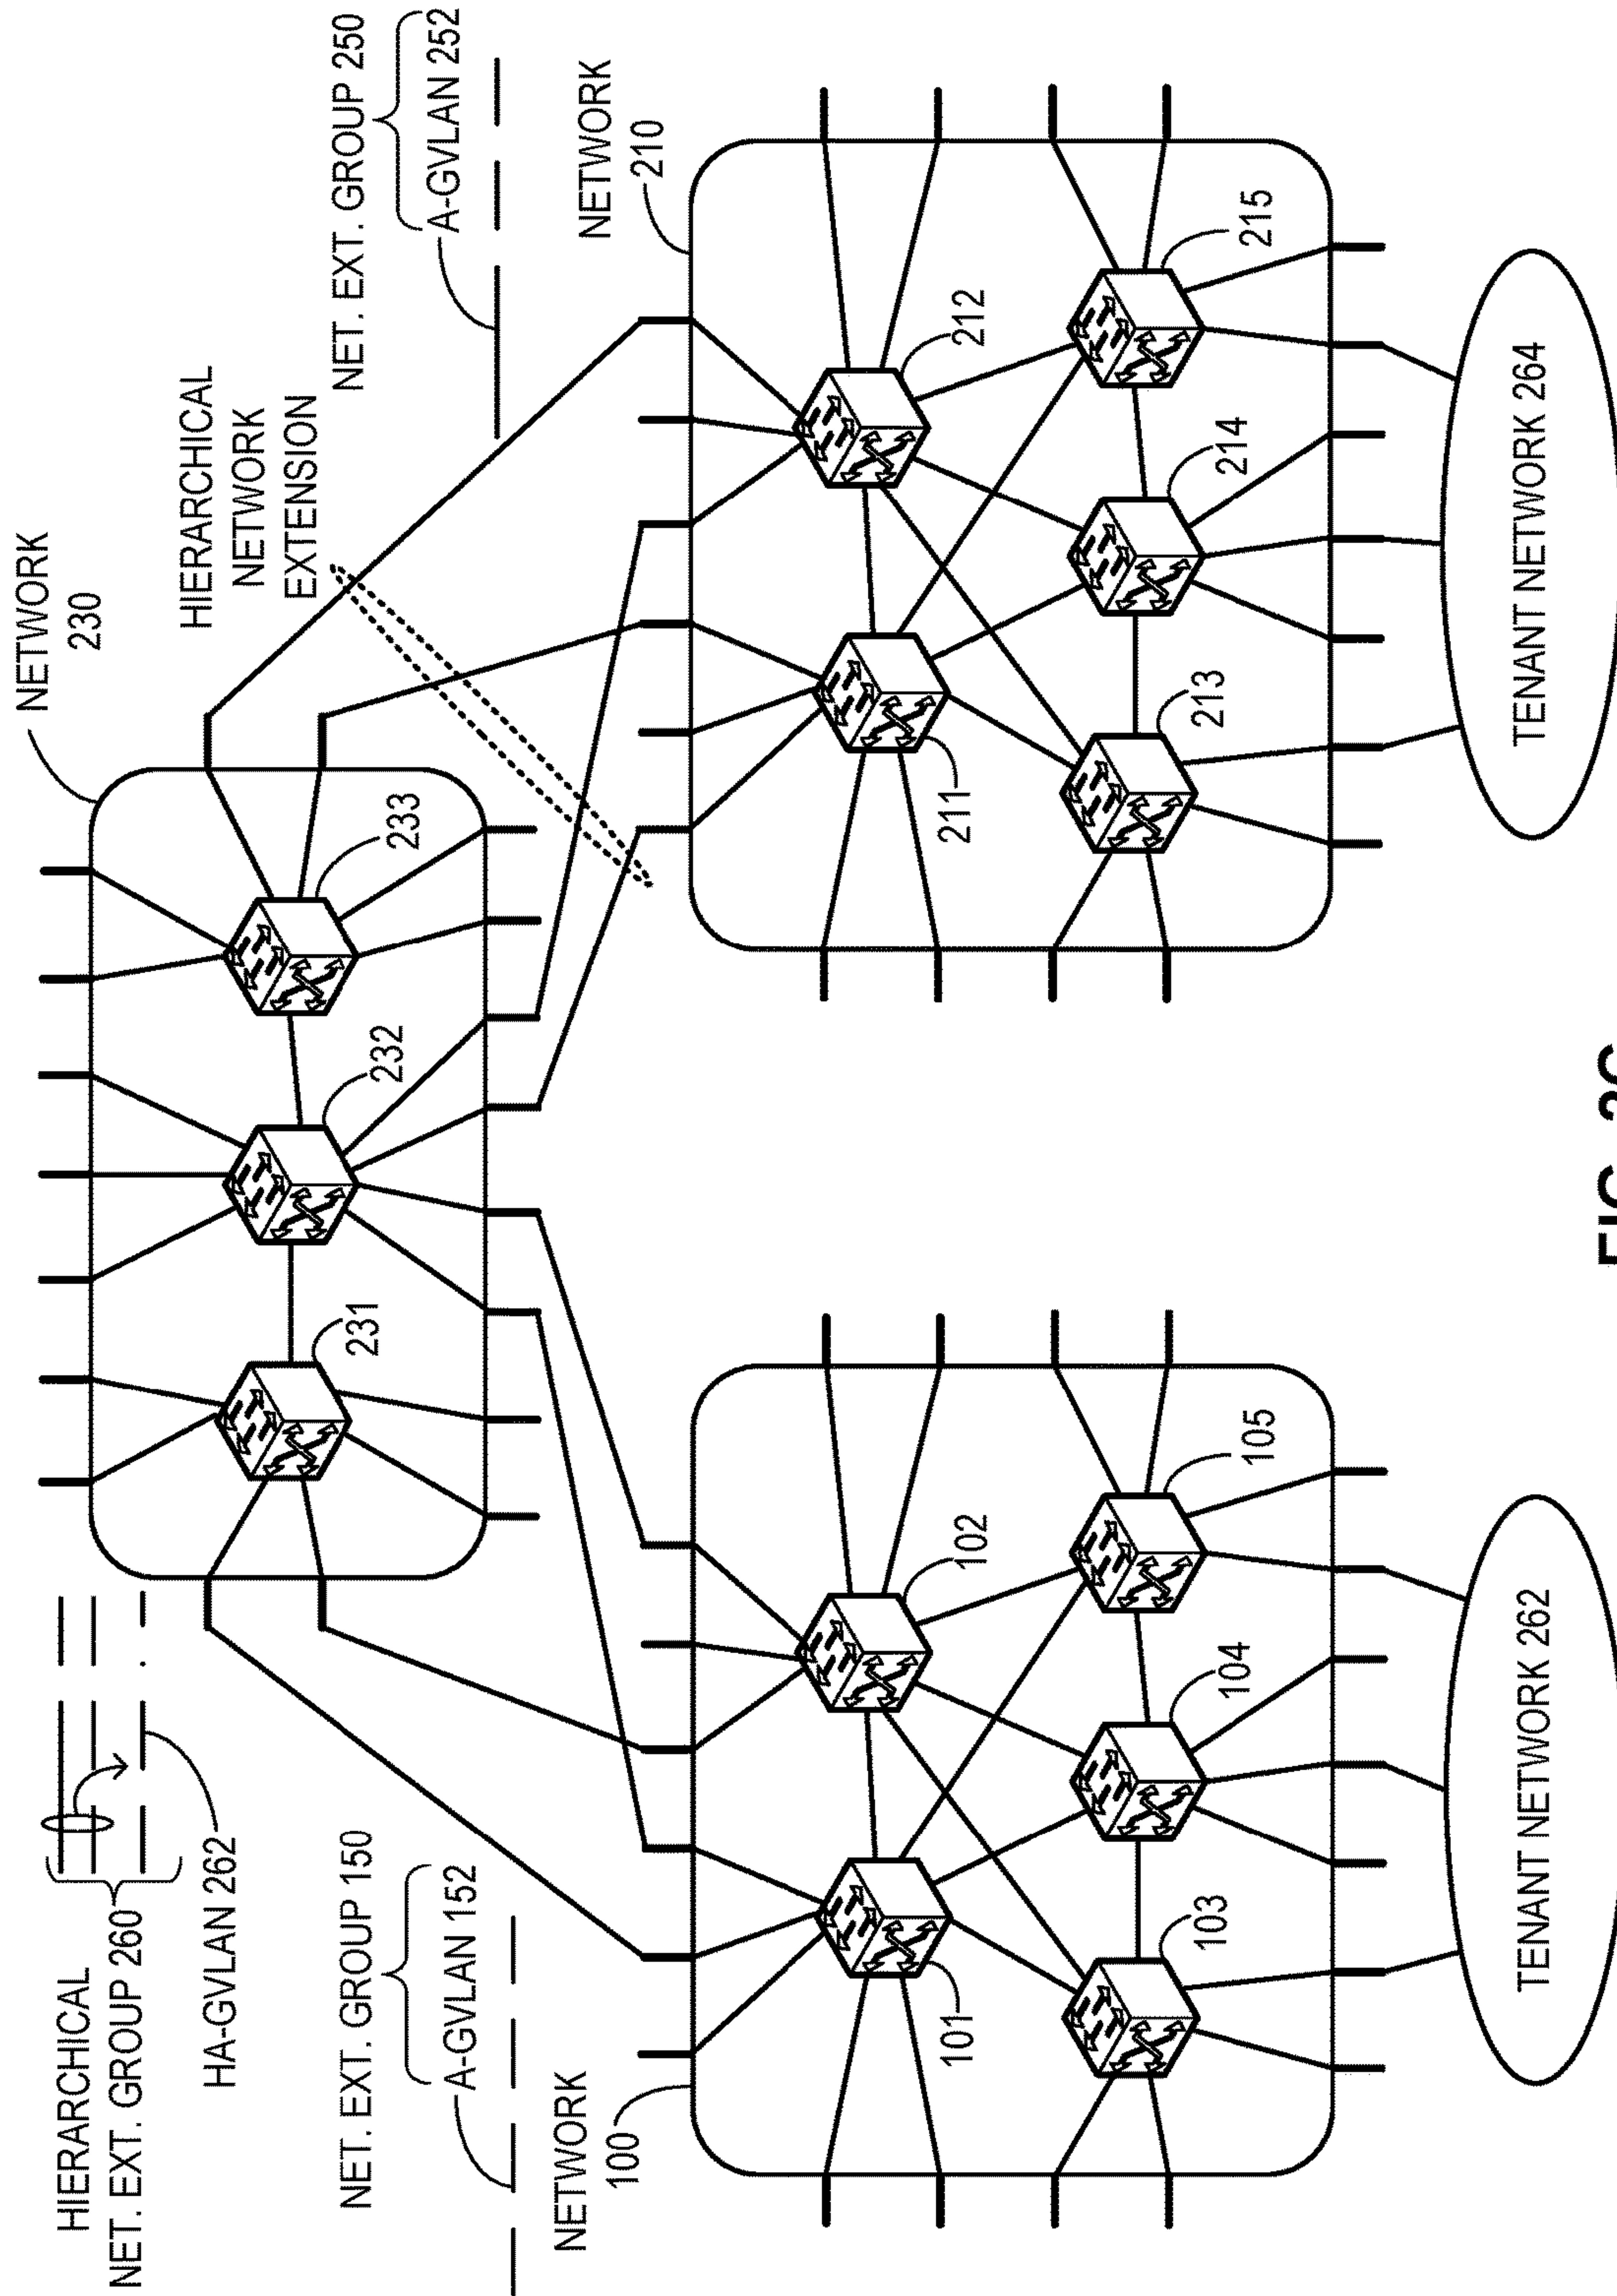 HIERARCHICAL
NET. EXT. GROUP 260
HA-GVLAN 262
NETWORK
230
231
232
233
HIERARCHICAL
NETWORK
EXTENSION
NET. EXT. GROUP 150
A-GVLAN 152
NET. EXT. GROUP 250
A-GVLAN 252
NETWORK
100
101
102
103
104
105
NETWORK
210
211
212
213
214
215
TENANT NETWORK 262
TENANT NETWORK 264